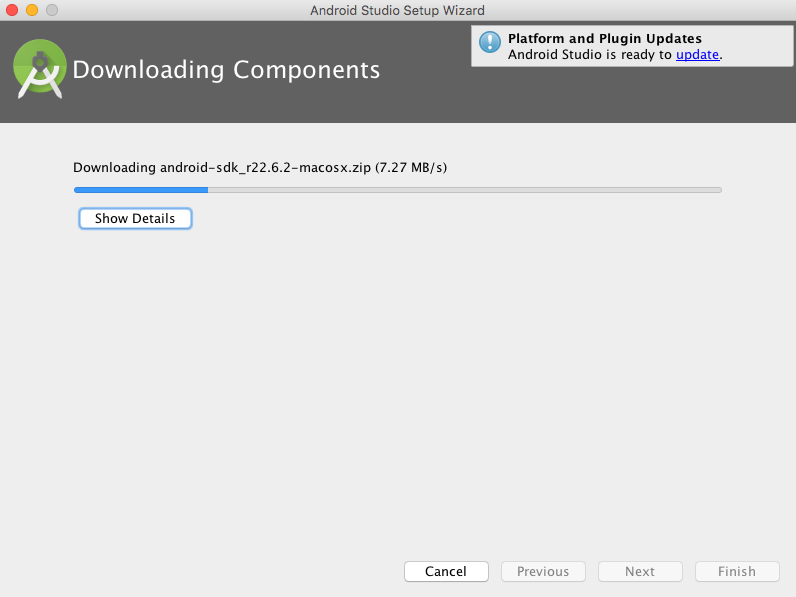 Android Studio Setup Wizard
Platform and Plugin Updates
Android Studio is ready to update.
Downloading Components
Downloading android-sdk_r22.6.2-macosx.zip (7.27 MB/s)
Show Details
Cancel
Previous
Next
Finish